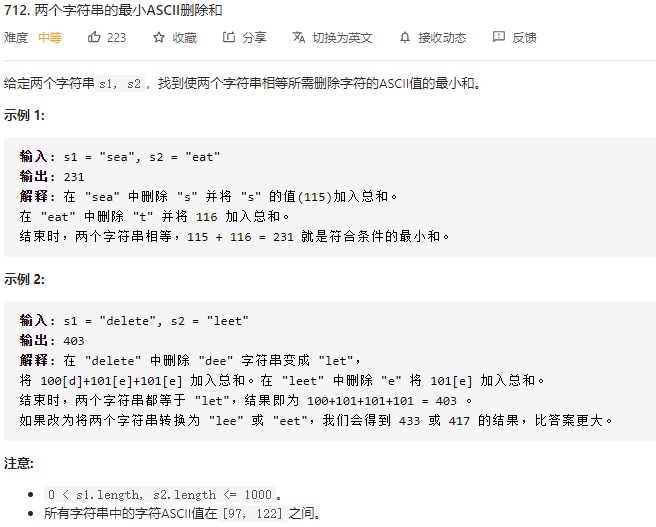 712. 两个字符串的最小ASCII删除和
难度 中等 223 收藏 分享 切换为英文 接收动态 反馈
给定两个字符串 s1, s2，找到使两个字符串相等所需删除字符的ASCII值的最小和。
示例 1:
输入: s1 = "sea", s2 = "eat"
输出: 231
解释: 在 "sea" 中删除 "s" 并将 "s" 的值(115)加入总和。
在 "eat" 中删除 "t" 并将 116 加入总和。
结束时，两个字符串相等，115 + 116 = 231 就是符合条件的最小和。
示例 2:
输入: s1 = "delete", s2 = "leet"
输出: 403
解释: 在 "delete" 中删除 "dee" 字符串变成 "let"，
将 100[d]+101[e]+101[e] 加入总和。在 "leet" 中删除 "e" 将 101[e] 加入总和。
结束时，两个字符串都等于 "let"，结果即为 100+101+101+101 = 403 。
如果改为将两个字符串转换为 "lee" 或 "eet"，我们会得到 433 或 417 的结果，比答案更大。
注意:
• 0 < s1.length, s2.length <= 1000。
• 所有字符串中的字符ASCII值在[97, 122]之间。